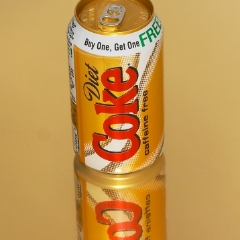 Buy One, Get One FREE
Diet
Coke
caffeine free